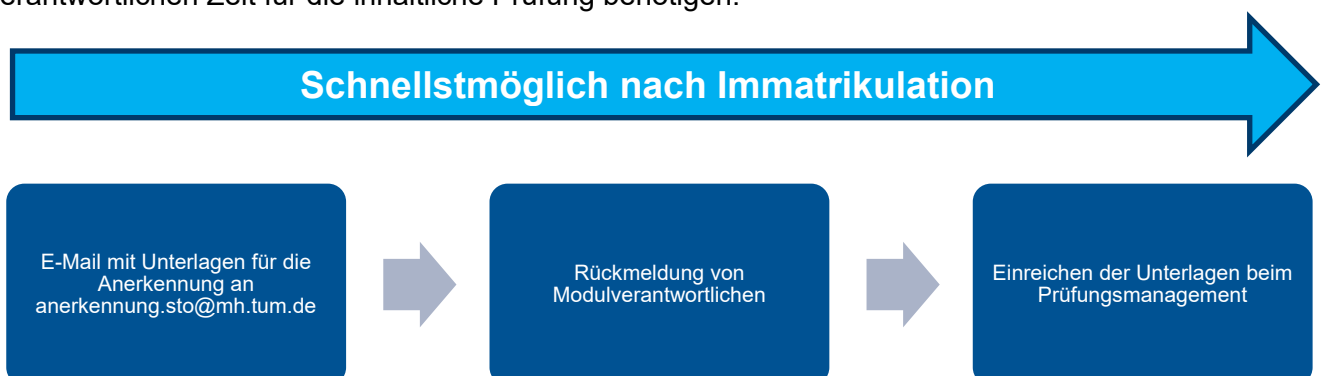 erantwortlichen Zeit für die inhaltliche Prüfung benötigen.
Schnellstmöglich nach Immatrikulation
E-Mail mit Unterlagen für die
Anerkennung an
anerkennung.sto@mh.tum.de
Rückmeldung von
Modulverantwortlichen
Einreichen der Unterlagen beim
Prüfungsmanagement